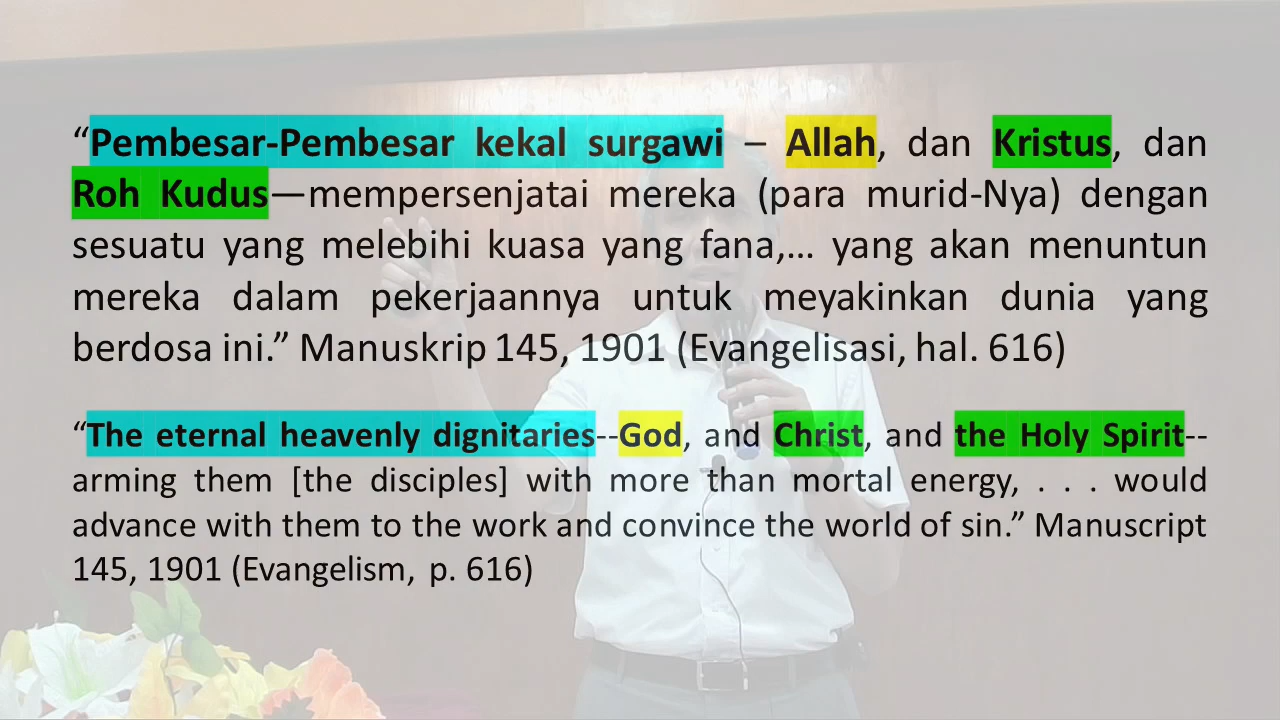 “Pembesar-Pembesar kekal surgawi – Allah, dan Kristus, dan
Roh Kudus—mempersenjatai mereka (para murid-Nya) dengan
sesuatu yang melebihi kuasa yang fana,... yang akan menuntun
mereka dalam pekerjaannya untuk meyakinkan dunia yang
berdosa ini.” Manuskrip 145, 1901 (Evangelisasi, hal. 616)
“The eternal heavenly dignitaries--God, and Christ, and the Holy Spirit--
arming them [the disciples] with more than mortal energy, . . . would
advance with them to the work and convince the world of sin.” Manuscript
145, 1901 (Evangelism, p. 616)